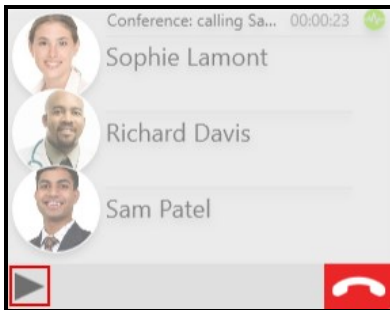 Conference: calling Sa... 00:00:23
Sophie Lamont
Richard Davis
Sam Patel